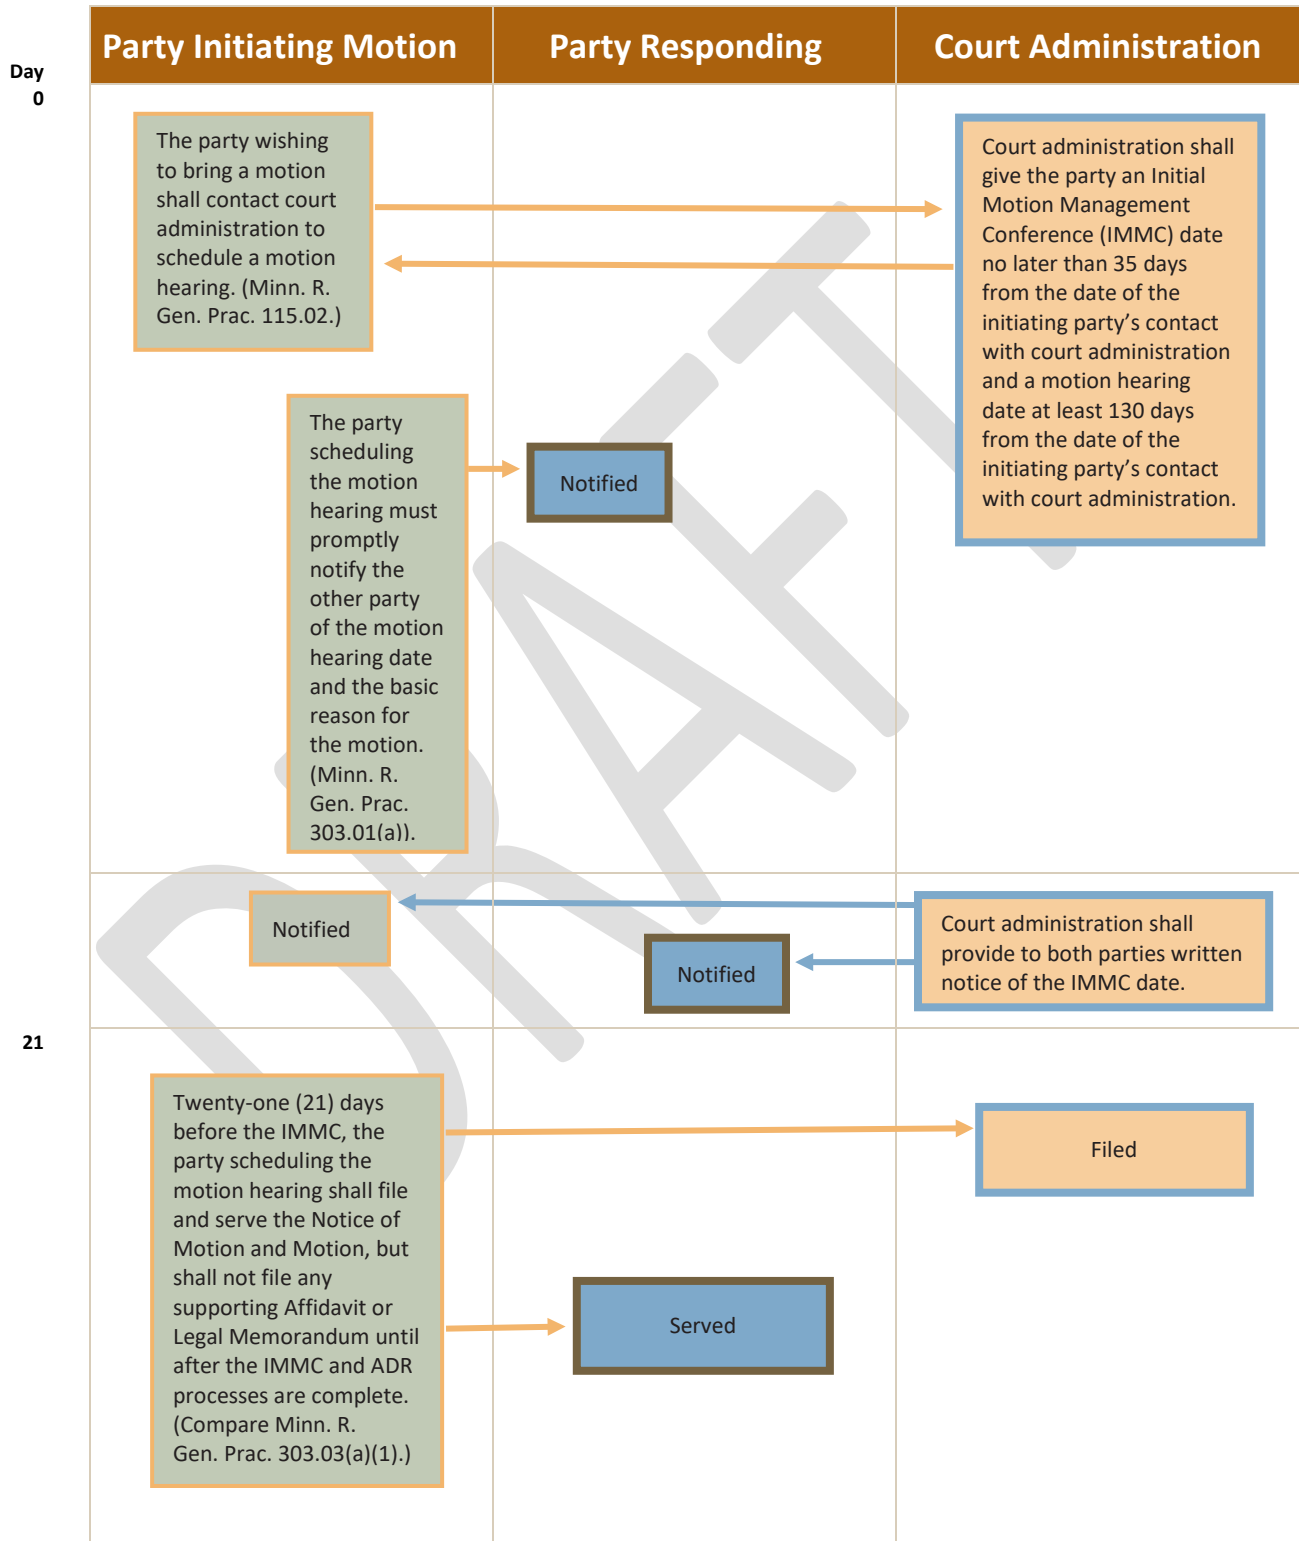 Party Initiating Motion
Party Responding
Court Administration
Day
0
The party wishing
to bring a motion
shall contact court
administration to
schedule a motion
hearing. (Minn. R.
Gen. Prac. 115.02.)
Court administration shall
give the party an Initial
Motion Management
Conference (IMMC) date
no later than 35 days
from the date of the
initiating party’s contact
with court administration
and a motion hearing
date at least 130 days
from the date of the
initiating party’s contact
with court administration.
The party
scheduling
the motion
hearing must
promptly
notify the
other party
of the motion
hearing date
and the basic
reason for
the motion.
(Minn. R.
Gen. Prac.
303.01(a)).
Notified
Notified
Notified
Court administration shall
provide to both parties written
notice of the IMMC date.
21
Twenty-one (21) days
before the IMMC, the
party scheduling the
motion hearing shall file
and serve the Notice of
Motion and Motion, but
shall not file any
supporting Affidavit or
Legal Memorandum until
after the IMMC and ADR
processes are complete.
(Compare Minn. R.
Gen. Prac. 303.03(a)(1).)
Filed
Served
DRAFT